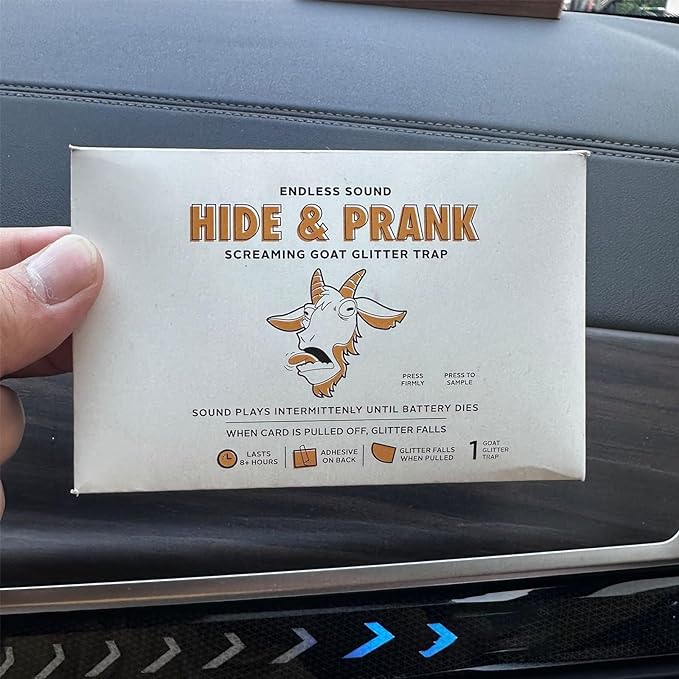 ENDLESS SOUND
HIDE & PRANK
SCREAMING GOAT GLITTER TRAP
PRESS FIRMLY
PRESS TO SAMPLE
SOUND PLAYS INTERMITTENLY UNTIL BATTERY DIES
WHEN CARD IS PULLED OFF, GLITTER FALLS
LASTS
8+ HOURS
ADHESIVE
ON BACK
GLITTER FALLS
WHEN PULLED
1 GOAT
GLITTER
TRAP